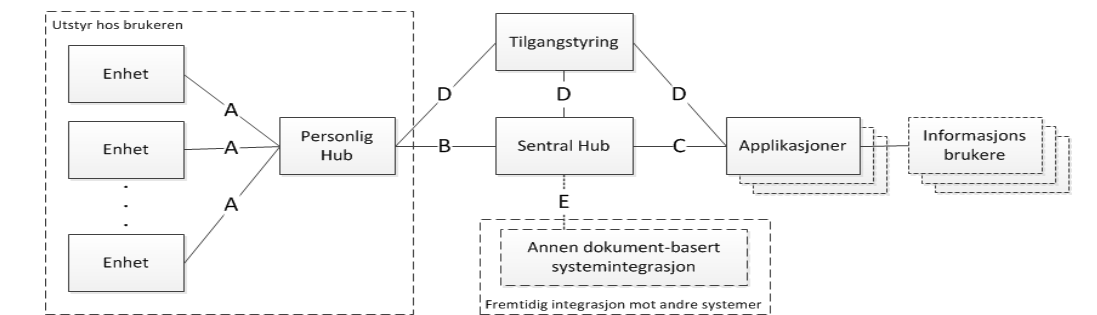 Utstyr hos brukeren
Enhet
A
Enhet
A
Enhet
A
Personlig
Hub
D
B
Tilgangstyring
D
Sentral Hub
D
C
Applikasjoner
Informasjons
brukere
E
Annen dokument-basert
systemintegrasjon
Fremtidig integrasjon mot andre systemer